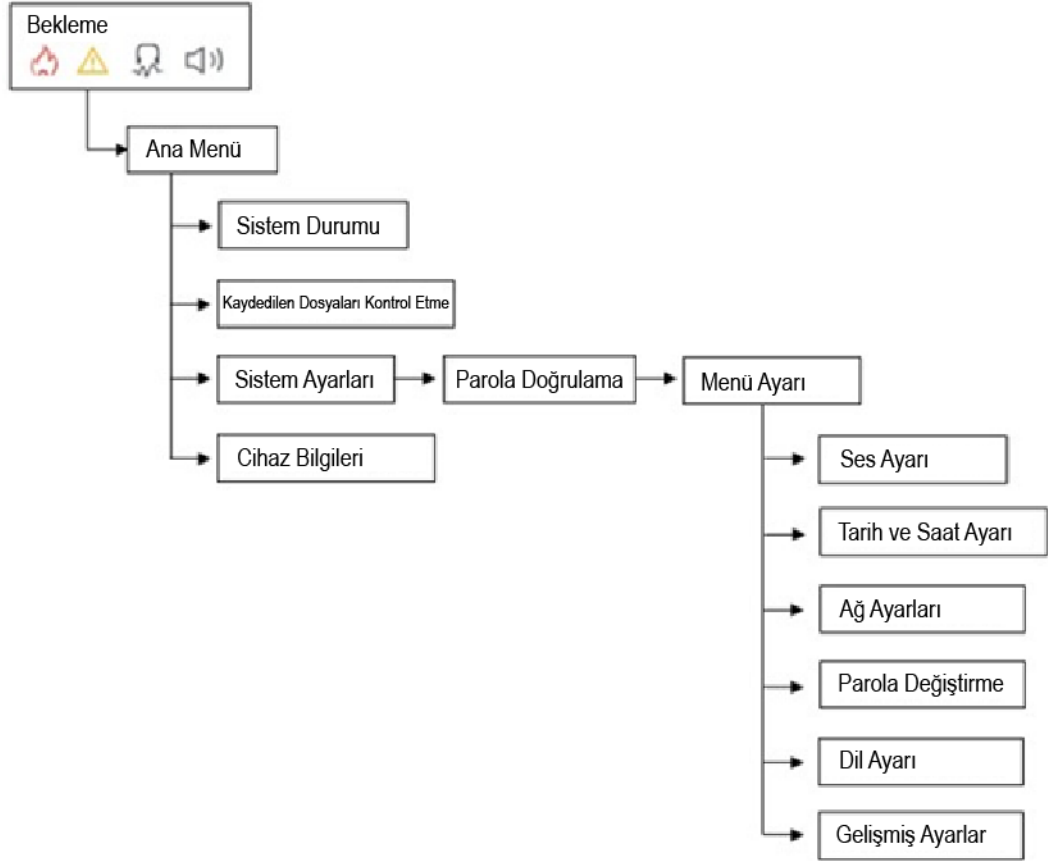 Bekleme
Ana Menü
Sistem Durumu
Kaydedilen Dosyaları Kontrol Etme
Sistem Ayarları
Parola Doğrulama
Menü Ayarı
Cihaz Bilgileri
Ses Ayarı
Tarih ve Saat Ayarı
Ağ Ayarları
Parola Değiştirme
Dil Ayarı
Gelişmiş Ayarlar